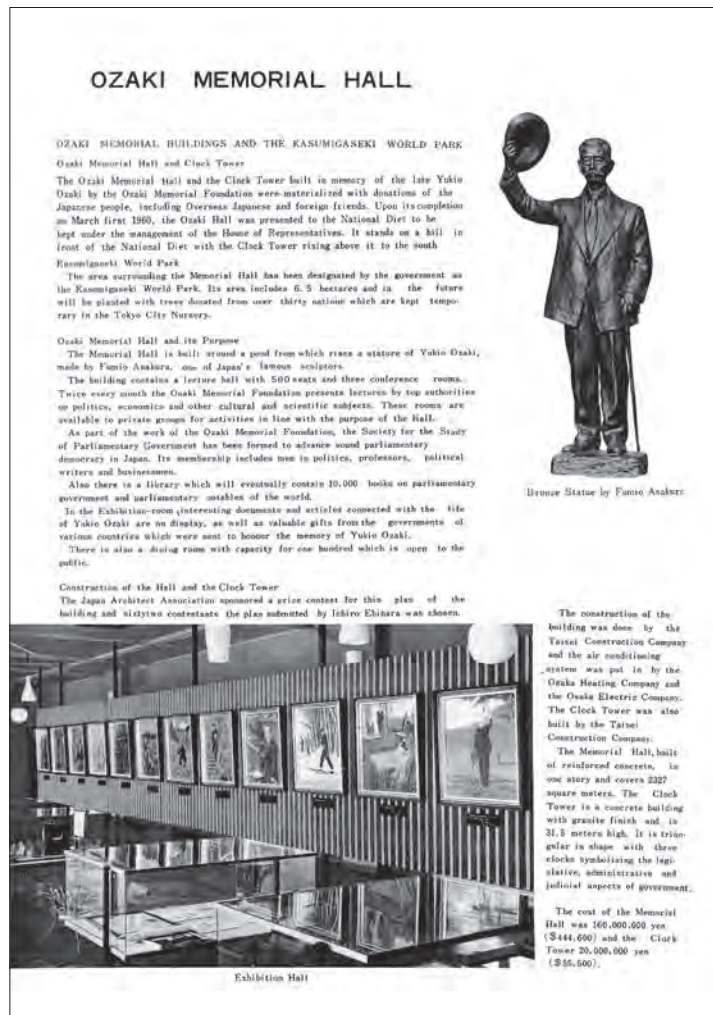 OZAKI MEMORIAL HALL
OZAKI MEMORIAL BUILDINGS AND THE KASUMIGASEKI WORLD PARK
Ozaki Memorial Hall and Clock Tower
The Ozaki Memorial Hall and the Clock Tower built in memory of the late Yukio
Ozaki by the Ozaki Memorial Foundation were materialized with donations of the
Japanese people, including Overseas Japanese and foreign friends. Upon its completion
on March first 1960, the Ozaki Hall was presented to the National Diet to be
kept under the management of the House of Representatives. It stands on a hill in
front of the National Diet with the Clock Tower rising above it to the south
Kasumigaseki World Park
The area surrounding the Memorial Hall has been designated by the government as
the Kasumigaseki World Park. Its area includes 6.5 hectares and in the future
will be planted with trees donated from over thirty nations which are kept tempo-
rary in the Tokyo City Nursery.
Ozaki Memorial Hall and its Purpose
The Memorial Hall is built around a pond from which rises a stature of Yukio Ozaki,
made by Fumio Asakura, one of Japan's famous sculptors.
The building contains a lecture hall with 500 seats and three conference rooms.
Twice every month the Ozaki Memorial Foundation presents lectures by top authorities
on politics, economics and other cultural and scientific subjects. These rooms are
available to private groups for activities in line with the purpose of the Hall.
As part of the work of the Ozaki Memorial Foundation, the Society for the Study
of Parliamentary Government has been formed to advance sound parliamentary
democracy in Japan. Its membership includes men in politics, professors, political
writers and businessmen.
Also there is a library which will eventually contain 10,000 books on parliamentary
government and parliamentary notables of the world.
In the Exhibition-room interesting documents and articles connected with the life
of Yukio Ozaki are on display, as well as valuable gifts from the governments of
various countries which were sent to honour the memory of Yukio Ozaki.
There is also a dining room with capacity for one hundred which is open to the
public.
Construction of the Hall and the Clock Tower
The Japan Architect Association sponsored a prize contest for this plan of the
building and sixtytwo contestants the plan submitted by Ichiro Ebihara was chosen.
Bronze Statue by Fumio Asakura
The construction of the
building was done by the
Taisei Construction Company
and the air conditioning
system was put in by the
Osaka Heating Company and
the Osaka Electric Company.
The Clock Tower was also
built by the Taisei
Construction Company.
The Memorial Hall, built
of reinforced concrete, is
one story and covers 2327
square meters. The Clock
Tower is a concrete building
with granite finish and is
31.5 meters high. It is trian-
gular in shape with three
clocks symbolizing the legi-
slative, administrative and
judicial aspects of government.
The cost of the Memorial
Hall was 160.000.000 yen
($444,600) and the Clock
Tower 20.000.000 yen
($55,600).
Exhibition Hall